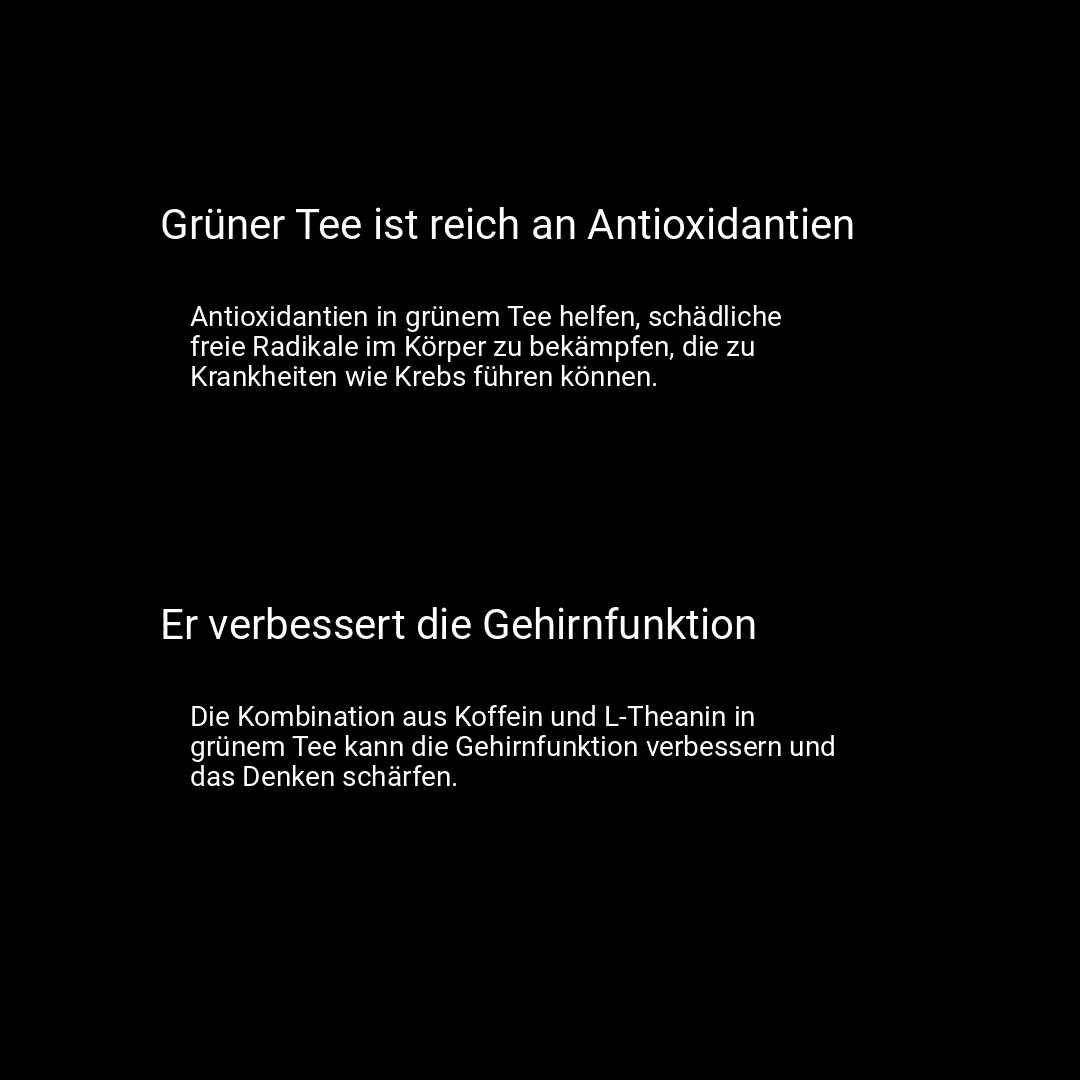 Grüner Tee ist reich an Antioxidantien
Antioxidantien in grünem Tee helfen, schädliche
freie Radikale im Körper zu bekämpfen, die zu
Krankheiten wie Krebs führen können.
Er verbessert die Gehirnfunktion
Die Kombination aus Koffein und L-Theanin in
grünem Tee kann die Gehirnfunktion verbessern und
das Denken schärfen.